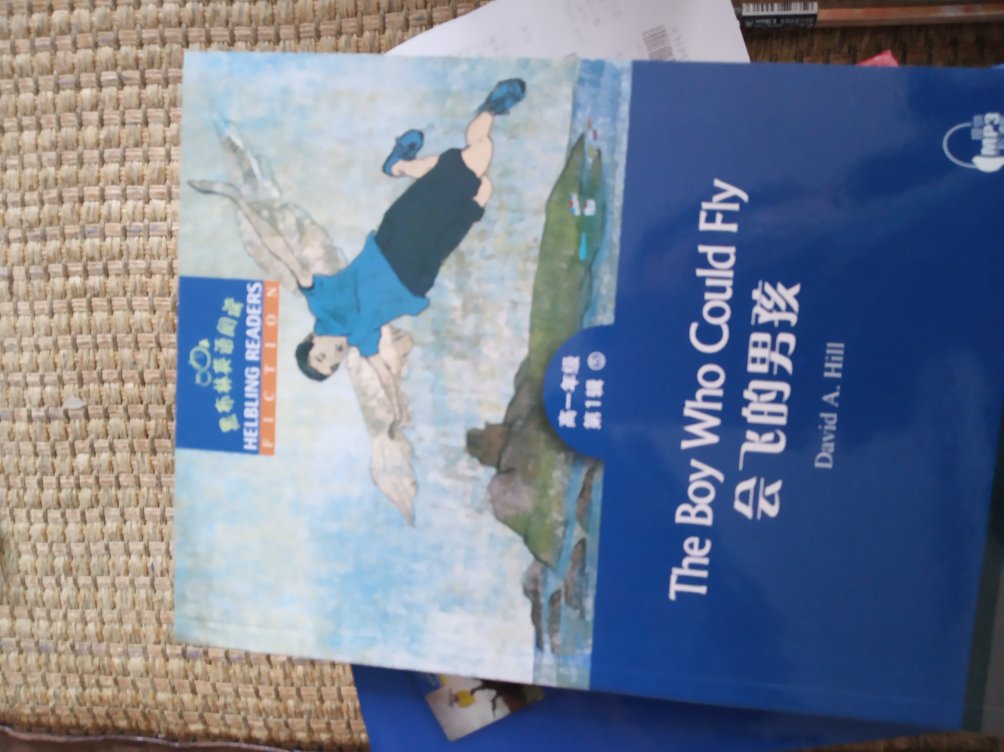 黑布林英语阅读
HELBLING READERS
FICTION
高一年级
第1辑 ⑤
The Boy Who Could Fly
会飞的男孩
David A. Hill
MP3